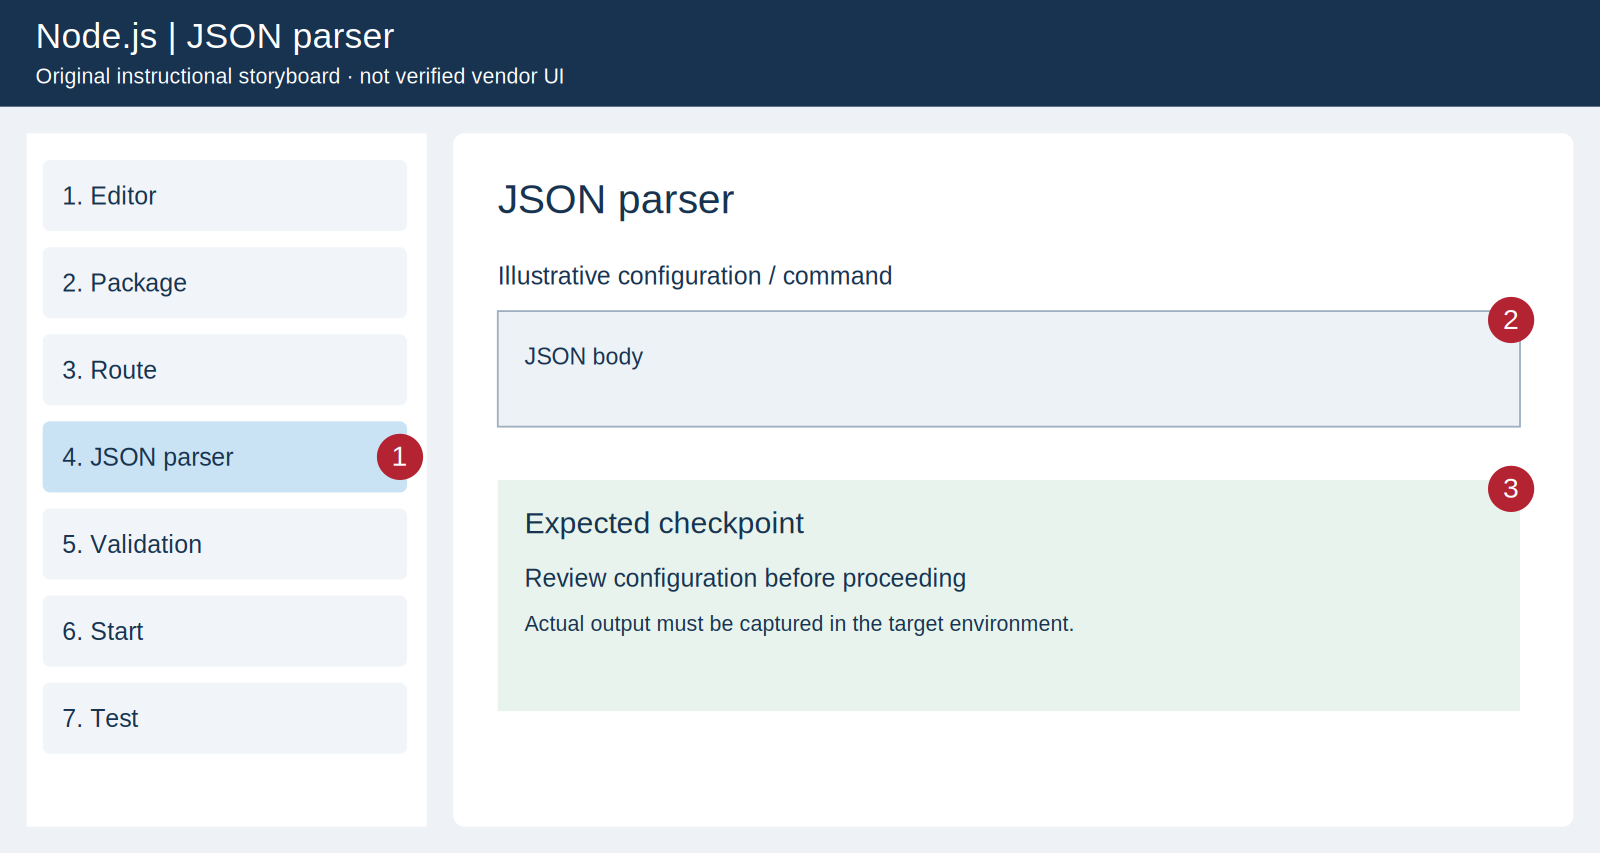 Node.js | JSON parser
Original instructional storyboard · not verified vendor UI
1. Editor
2. Package
3. Route
4. JSON parser
1
5. Validation
6. Start
7. Test
JSON parser
Illustrative configuration / command
2
JSON body
3
Expected checkpoint
Review configuration before proceeding
Actual output must be captured in the target environment.